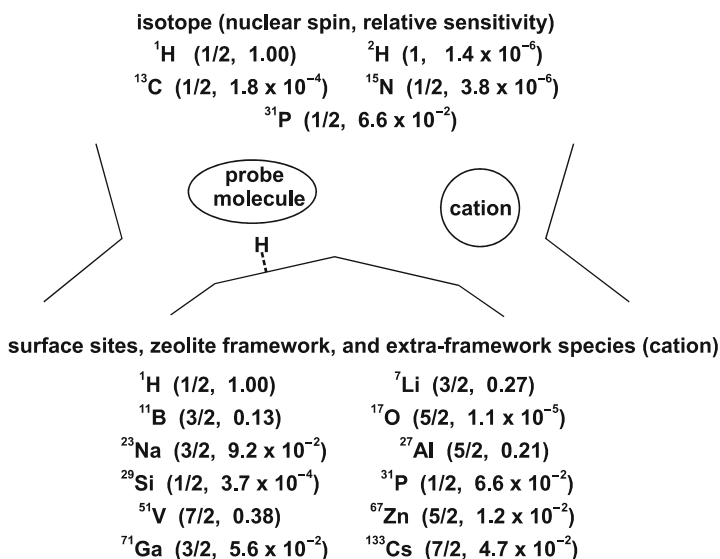 isotope (nuclear spin, relative sensitivity)
¹H (1/2, 1.00) ²H (1, 1.4 x 10⁻⁶)
¹³C (1/2, 1.8 x 10⁻⁴) ¹⁵N (1/2, 3.8 x 10⁻⁶)
³¹P (1/2, 6.6 x 10⁻²)
probe
molecule
cation
H
surface sites, zeolite framework, and extra-framework species (cation)
¹H (1/2, 1.00) ⁷Li (3/2, 0.27)
¹¹B (3/2, 0.13) ¹⁷O (5/2, 1.1 x 10⁻⁵)
²³Na (3/2, 9.2 x 10⁻²) ²⁷Al (5/2, 0.21)
²⁹Si (1/2, 3.7 x 10⁻⁴) ³¹P (1/2, 6.6 x 10⁻²)
⁵¹V (7/2, 0.38) ⁶⁷Zn (5/2, 1.2 x 10⁻²)
⁷¹Ga (3/2, 5.6 x 10⁻²) ¹³³Cs (7/2, 4.7 x 10⁻²)